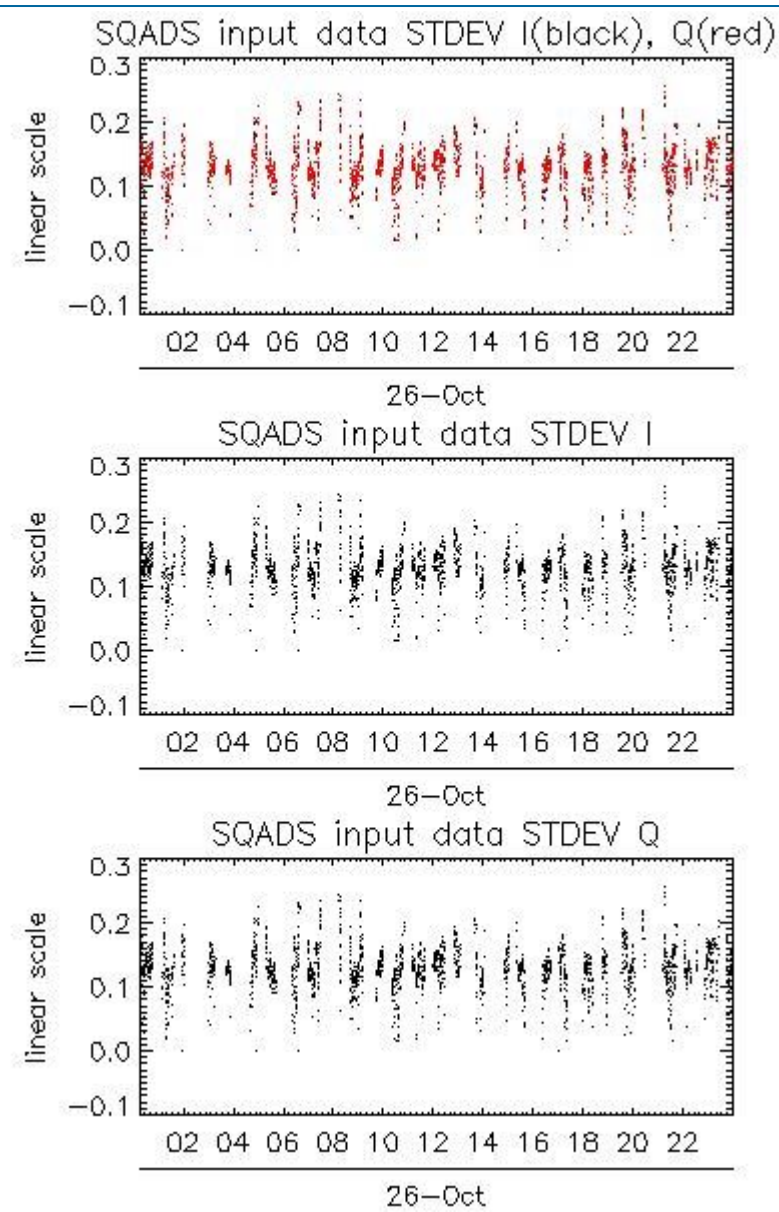 SQADS input data STDEV I(black), Q(red)
0.3
0.2
0.1
0.0
−0.1
linear scale
02 04 06 08 10 12 14 16 18 20 22
26−Oct
SQADS input data STDEV I
0.3
0.2
0.1
0.0
−0.1
linear scale
02 04 06 08 10 12 14 16 18 20 22
26−Oct
SQADS input data STDEV Q
0.3
0.2
0.1
0.0
−0.1
linear scale
02 04 06 08 10 12 14 16 18 20 22
26−Oct